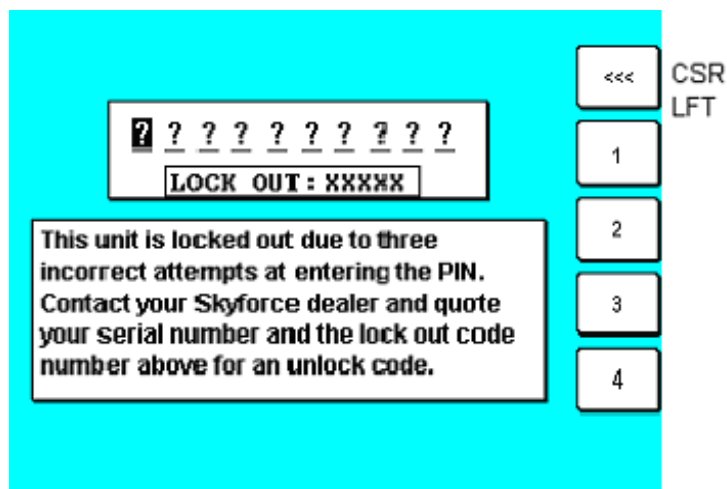 <<<
CSR
LFT
? ? ? ? ? ? ? ? ? ?
LOCK OUT: XXXXX
1
This unit is locked out due to three
incorrect attempts at entering the PIN.
Contact your Skyforce dealer and quote
your serial number and the lock out code
number above for an unlock code.
2
3
4